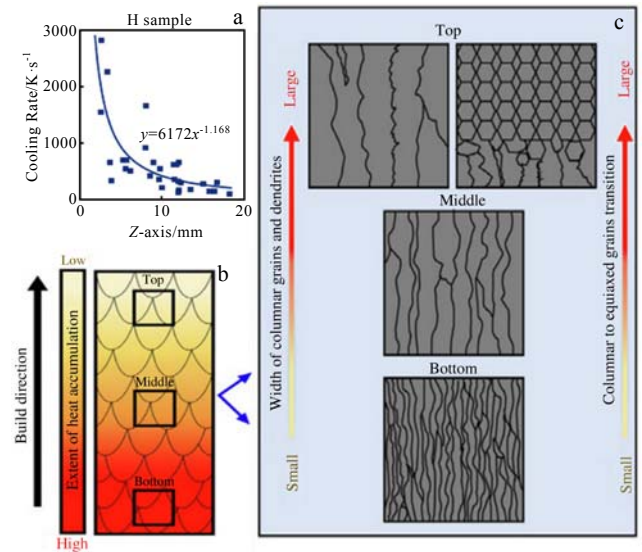 H sample
a
3000
2000
1000
0
0
10
20
Cooling Rate/K·s⁻¹
y=6172x⁻¹·¹⁶⁸
Z-axis/mm
b
Low
High
Build direction
Extent of heat accumulation
Top
Middle
Bottom
c
Top
Middle
Bottom
Large
Width of columnar grains and dendrites
Small
Large
Columnar to equiaxed grains transition
Small